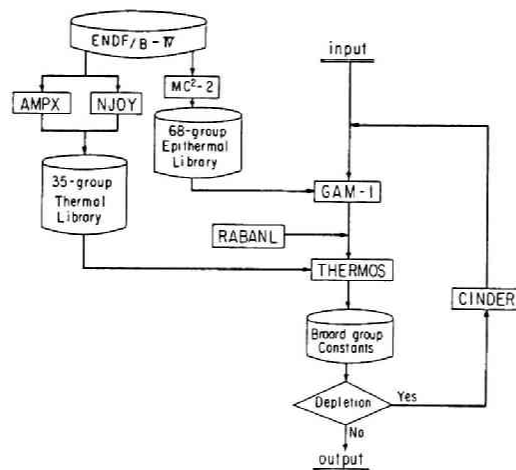 ENDF/B-IV
input
AMPX
NJOY
MC²-2
68-group
Epithermal
Library
35-group
Thermal
Library
GAM-I
RABANL
THERMOS
CINDER
Broard group
Constants
Depletion
Yes
No
output